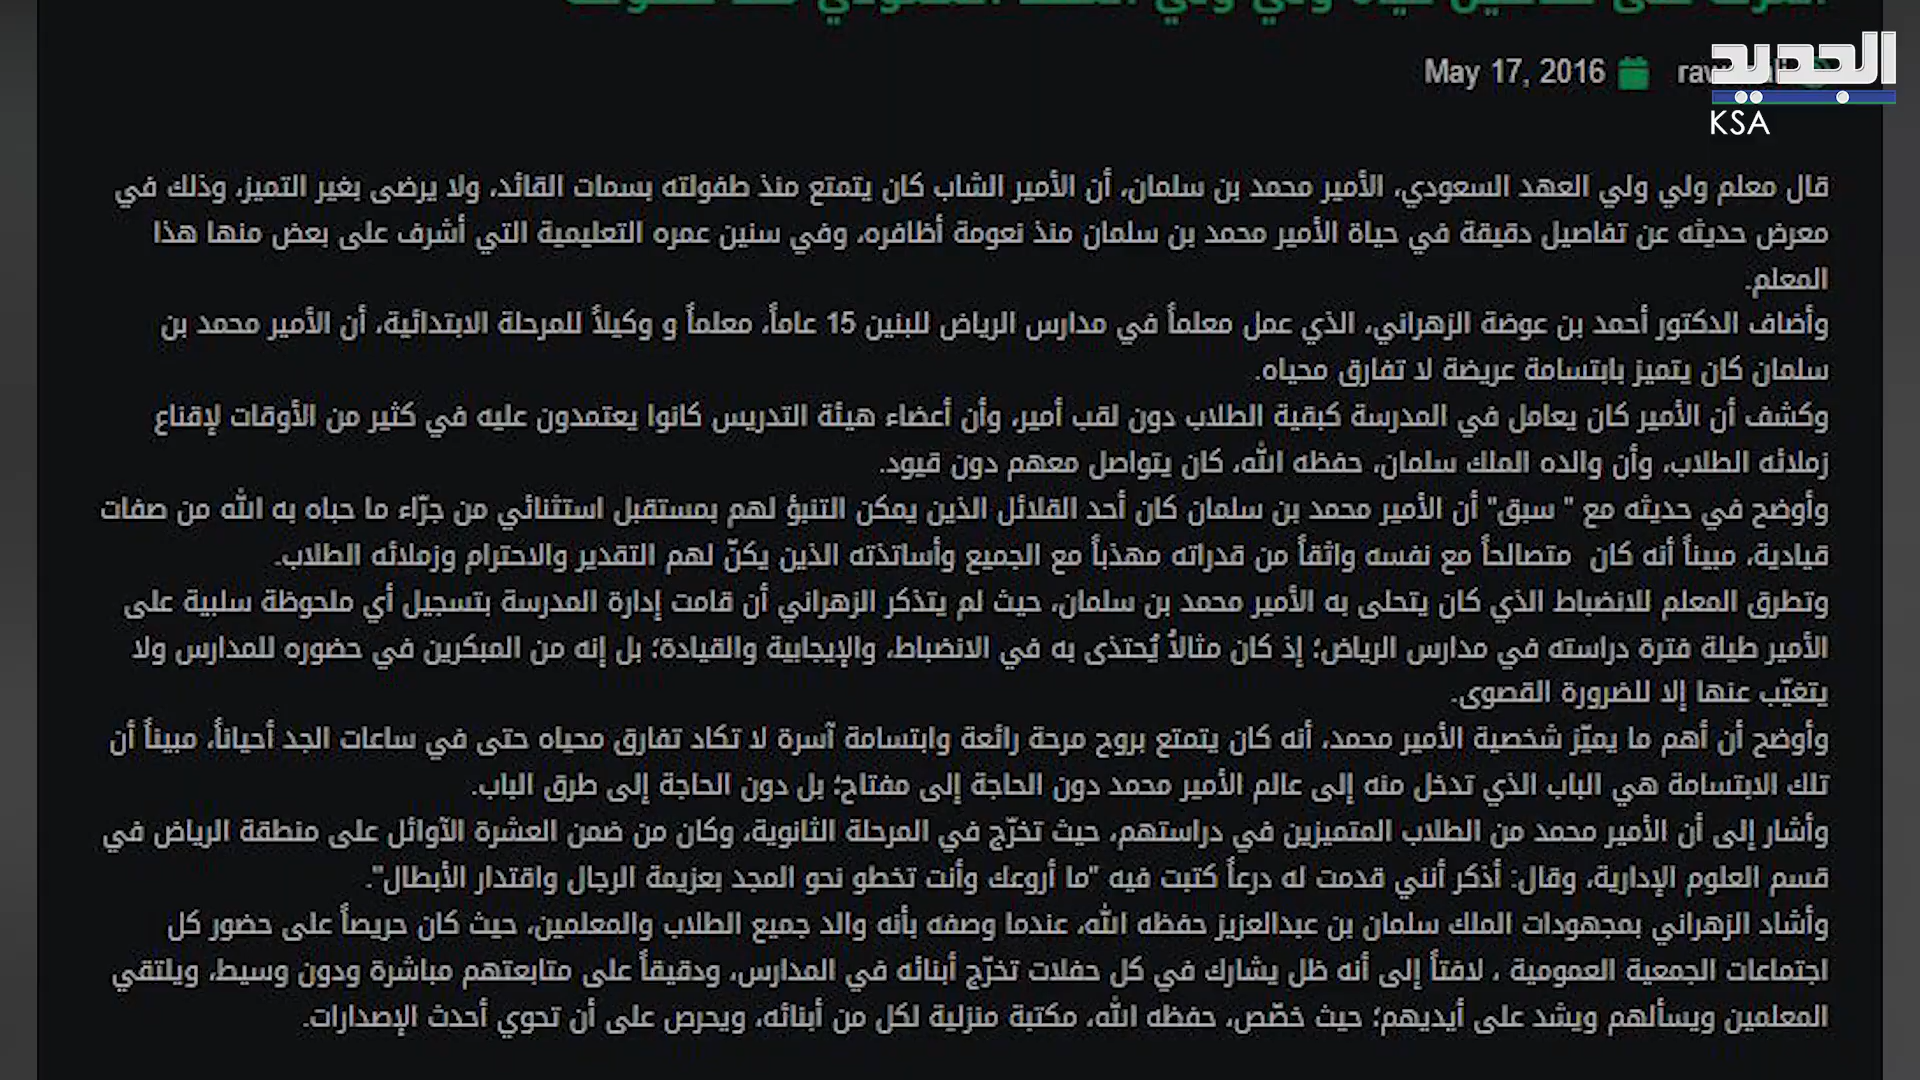 الجديد
KSA
May 17, 2016
قال معلم ولي ولي العهد السعودي، الأمير محمد بن سلمان، أن الأمير الشاب كان يتمتع منذ طفولته بسمات القائد، ولا يرضى بغير التميز، وذلك في
معرض حديثه عن تفاصيل دقيقة في حياة الأمير محمد بن سلمان منذ نعومة أظافره، وفي سنين عمره التعليمية التي أشرف على بعض منها هذا
المعلم.
وأضاف الدكتور أحمد بن عوضة الزهراني، الذي عمل معلماً في مدارس الرياض للبنين 15 عاماً، معلماً و وكيلاً للمرحلة الابتدائية، أن الأمير محمد بن
سلمان كان يتميز بابتسامة عريضة لا تفارق محياه.
وكشف أن الأمير كان يعامل في المدرسة كبقية الطلاب دون لقب أمير، وأن أعضاء هيئة التدريس كانوا يعتمدون عليه في كثير من الأوقات لإقناع
زملائه الطلاب، وأن والده الملك سلمان، حفظه الله، كان يتواصل معهم دون قيود.
وأوضح في حديثه مع " سبق" أن الأمير محمد بن سلمان كان أحد القلائل الذين يمكن التنبؤ لهم بمستقبل استثنائي من جرّاء ما حباه به الله من صفات
قيادية، مبيناً أنه كان متصالحاً مع نفسه واثقاً من قدراته مهذباً مع الجميع وأساتذته الذين يكنّ لهم التقدير والاحترام وزملائه الطلاب.
وتطرق المعلم للانضباط الذي كان يتحلى به الأمير محمد بن سلمان، حيث لم يتذكر الزهراني أن قامت إدارة المدرسة بتسجيل أي ملحوظة سلبية على
الأمير طيلة فترة دراسته في مدارس الرياض؛ إذ كان مثالاً يُحتذى به في الانضباط، والإيجابية والقيادة؛ بل إنه من المبكرين في حضوره للمدارس ولا
يتغيّب عنها إلا للضرورة القصوى.
وأوضح أن أهم ما يميّز شخصية الأمير محمد، أنه كان يتمتع بروح مرحة رائعة وابتسامة آسرة لا تكاد تفارق محياه حتى في ساعات الجد أحياناً، مبيناً أن
تلك الابتسامة هي الباب الذي تدخل منه إلى عالم الأمير محمد دون الحاجة إلى مفتاح؛ بل دون الحاجة إلى طرق الباب.
وأشار إلى أن الأمير محمد من الطلاب المتميزين في دراستهم، حيث تخرّج في المرحلة الثانوية، وكان من ضمن العشرة الأوائل على منطقة الرياض في
قسم العلوم الإدارية، وقال: أذكر أنني قدمت له درعاً كتبت فيه "ما أروعك وأنت تخطو نحو المجد بعزيمة الرجال واقتدار الأبطال".
وأشاد الزهراني بمجهودات الملك سلمان بن عبدالعزيز حفظه الله، عندما وصفه بأنه والد جميع الطلاب والمعلمين، حيث كان حريصاً على حضور كل
اجتماعات الجمعية العمومية ، لافتاً إلى أنه ظل يشارك في كل حفلات تخرّج أبنائه في المدارس، ودقيقاً على متابعتهم مباشرة ودون وسيط، ويلتقي
المعلمين ويسألهم ويشد على أيديهم؛ حيث خصّص، حفظه الله، مكتبة منزلية لكل من أبنائه، ويحرص على أن تحوي أحدث الإصدارات.